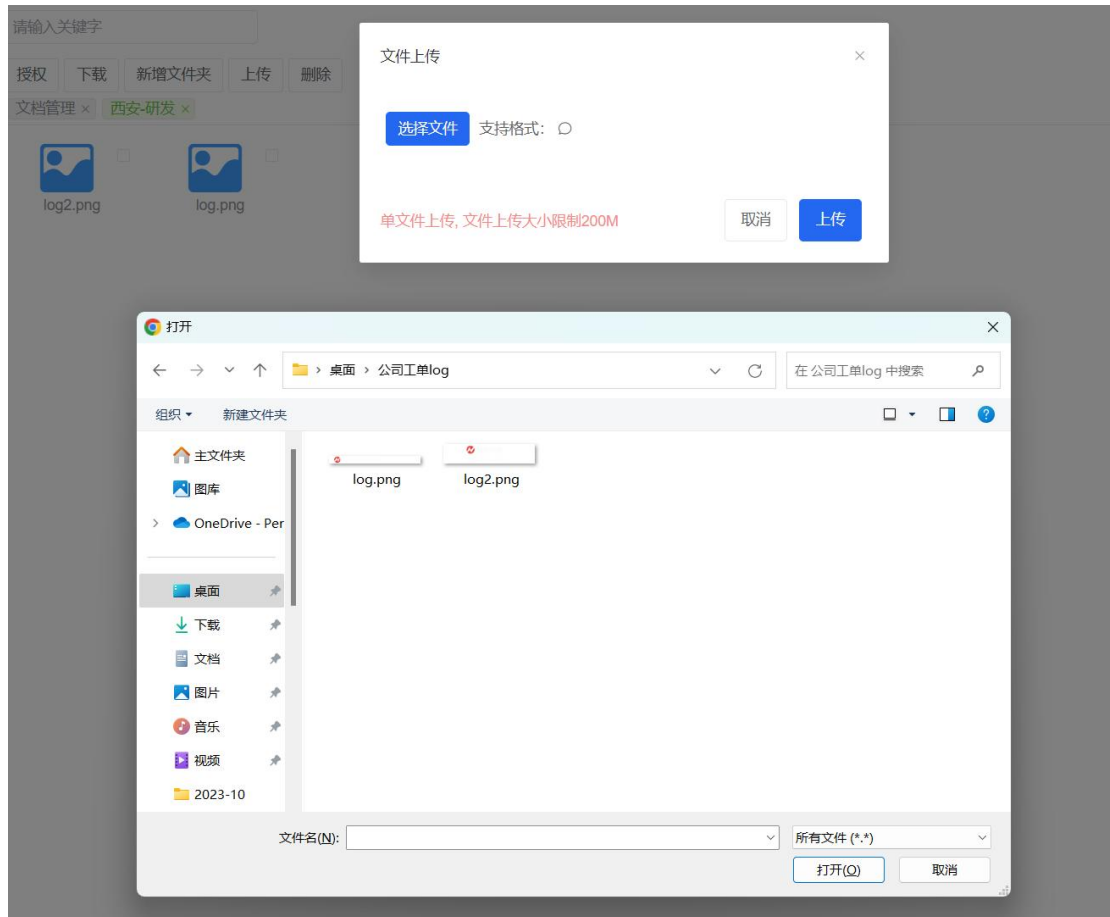 请输入关键字
授权 下载 新增文件夹 上传 删除
文档管理 × 西安-研发 ×
log2.png log.png
文件上传
选择文件 支持格式：
单文件上传, 文件上传大小限制200M 取消 上传
打开
桌面 › 公司工单log 在 公司工单log 中搜索
组织 新建文件夹
主文件夹
图库
OneDrive - Per
桌面
下载
文档
图片
音乐
视频
2023-10
log.png log2.png
文件名(N): 所有文件 (*.*)
打开(O) 取消